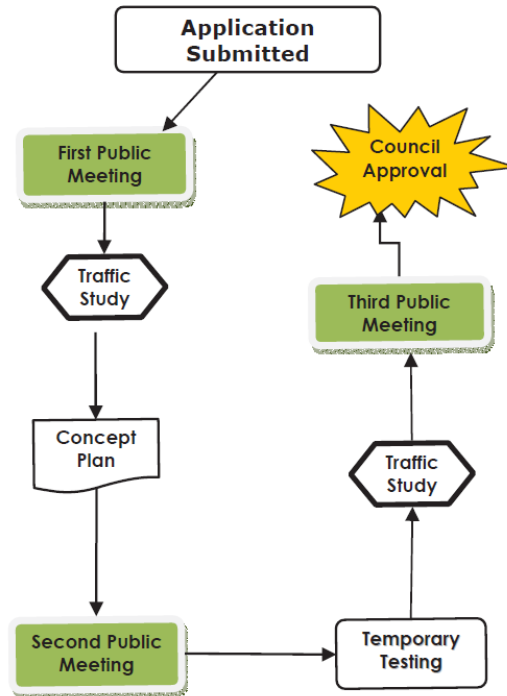 Application
Submitted
First Public
Meeting
Traffic
Study
Concept
Plan
Second Public
Meeting
Temporary
Testing
Traffic
Study
Third Public
Meeting
Council
Approval